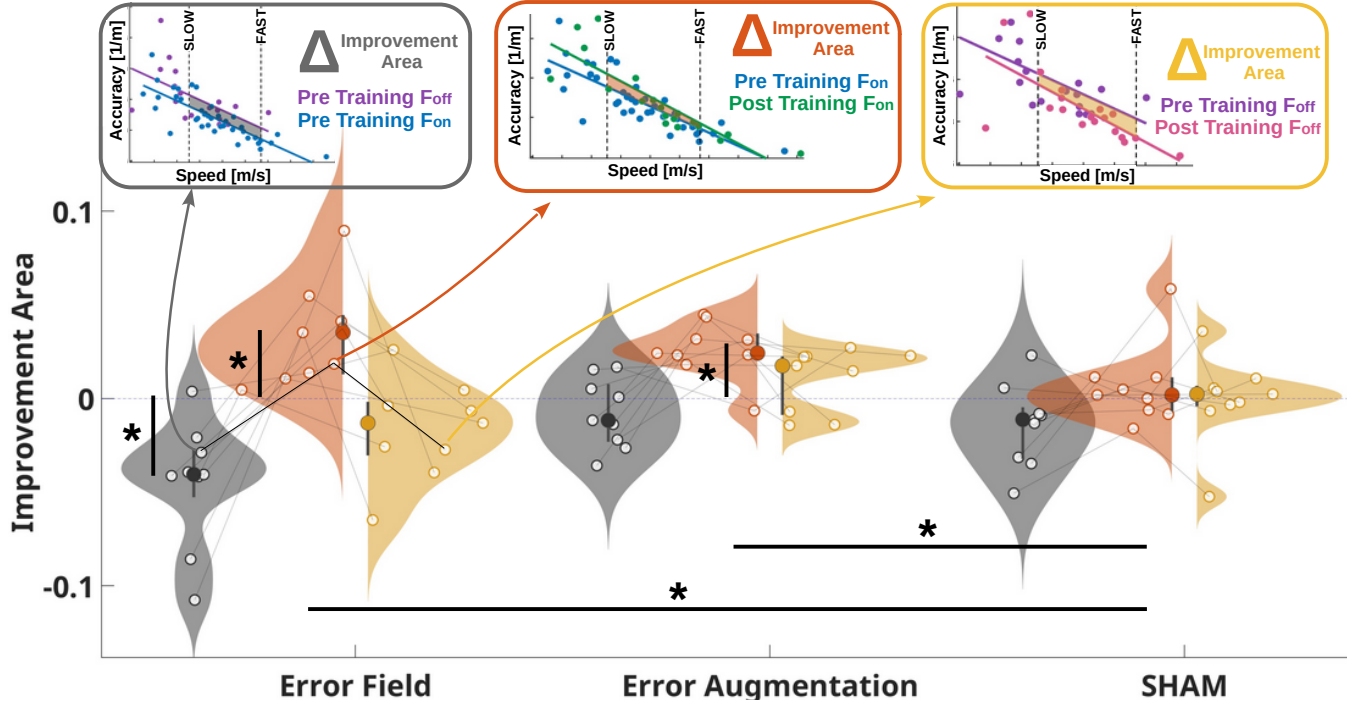 Accuracy [1/m]
SLOW
FAST
Δ Improvement
Area
Pre Training Foff
Pre Training Fon
Speed [m/s]
Accuracy [1/m]
SLOW
FAST
Δ Improvement
Area
Pre Training Fon
Post Training Fon
Speed [m/s]
Accuracy [1/m]
SLOW
FAST
Δ Improvement
Area
Pre Training Foff
Post Training Foff
Speed [m/s]
Improvement Area
0.1
0
-0.1
*
*
*
*
*
Error Field
Error Augmentation
SHAM